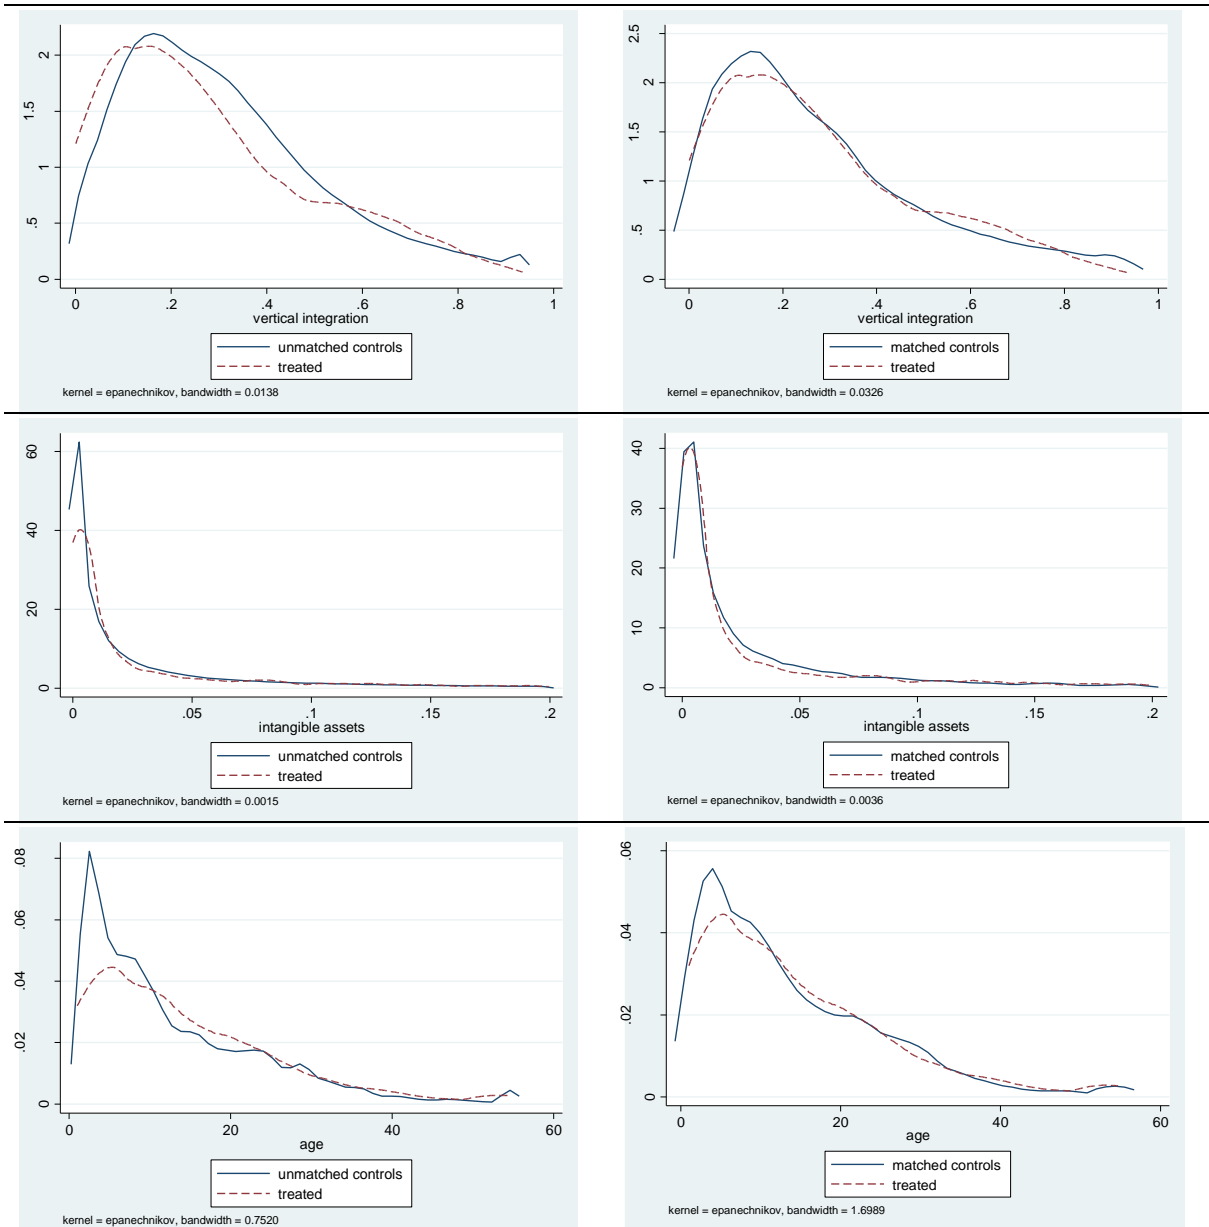 2
1.5
1
.5
0
0 .2 .4 .6 .8 1
vertical integration
unmatched controls
treated
kernel = epanechnikov, bandwidth = 0.0138
2.5
2
1.5
1
.5
0
0 .2 .4 .6 .8 1
vertical integration
matched controls
treated
kernel = epanechnikov, bandwidth = 0.0326
60
40
20
0
0 .05 .1 .15 .2
intangible assets
unmatched controls
treated
kernel = epanechnikov, bandwidth = 0.0015
40
30
20
10
0
0 .05 .1 .15 .2
intangible assets
matched controls
treated
kernel = epanechnikov, bandwidth = 0.0036
.08
.06
.04
.02
0
0 20 40 60
age
unmatched controls
treated
kernel = epanechnikov, bandwidth = 0.7520
.06
.04
.02
0
0 20 40 60
age
matched controls
treated
kernel = epanechnikov, bandwidth = 1.6989